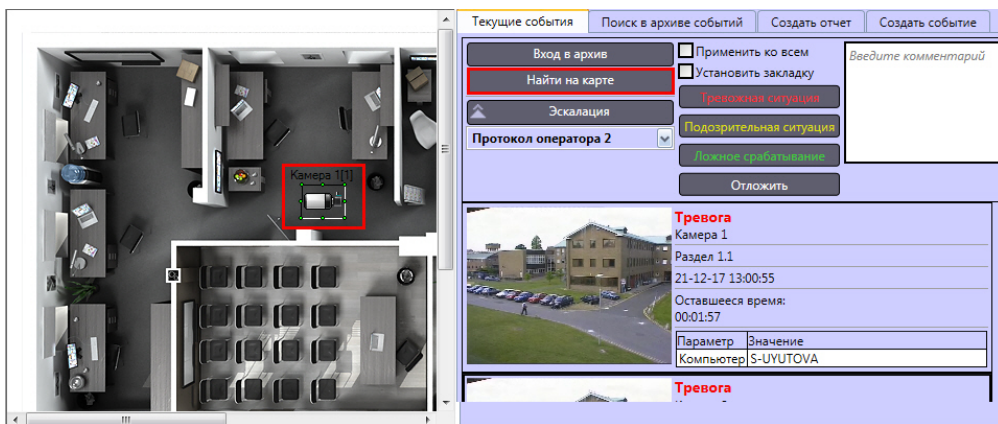 Текущие события
Поиск в архиве событий
Создать отчет
Создать событие
Вход в архив
Найти на карте
Эскалация
Протокол оператора 2
Применить ко всем
Установить закладку
Тревожная ситуация
Подозрительная ситуация
Ложное срабатывание
Отложить
Введите комментарий
Камера 1[1]
Тревога
Камера 1
Раздел 1.1
21-12-17 13:00:55
Оставшееся время:
00:01:57
Параметр Значение
Компьютер S-UYUTOVA
Тревога